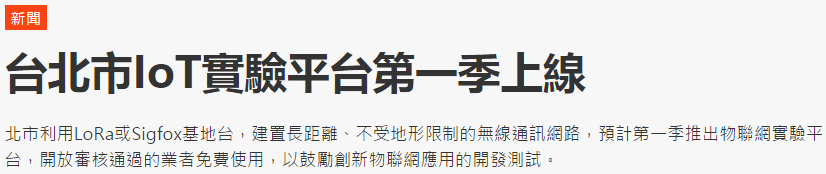 新聞
台北市IoT實驗平台第一季上線
北市利用LoRa或Sigfox基地台，建置長距離、不受地形限制的無線通訊網路，預計第一季推出物聯網實驗平
台，開放審核通過的業者免費使用，以鼓勵創新物聯網應用的開發測試。